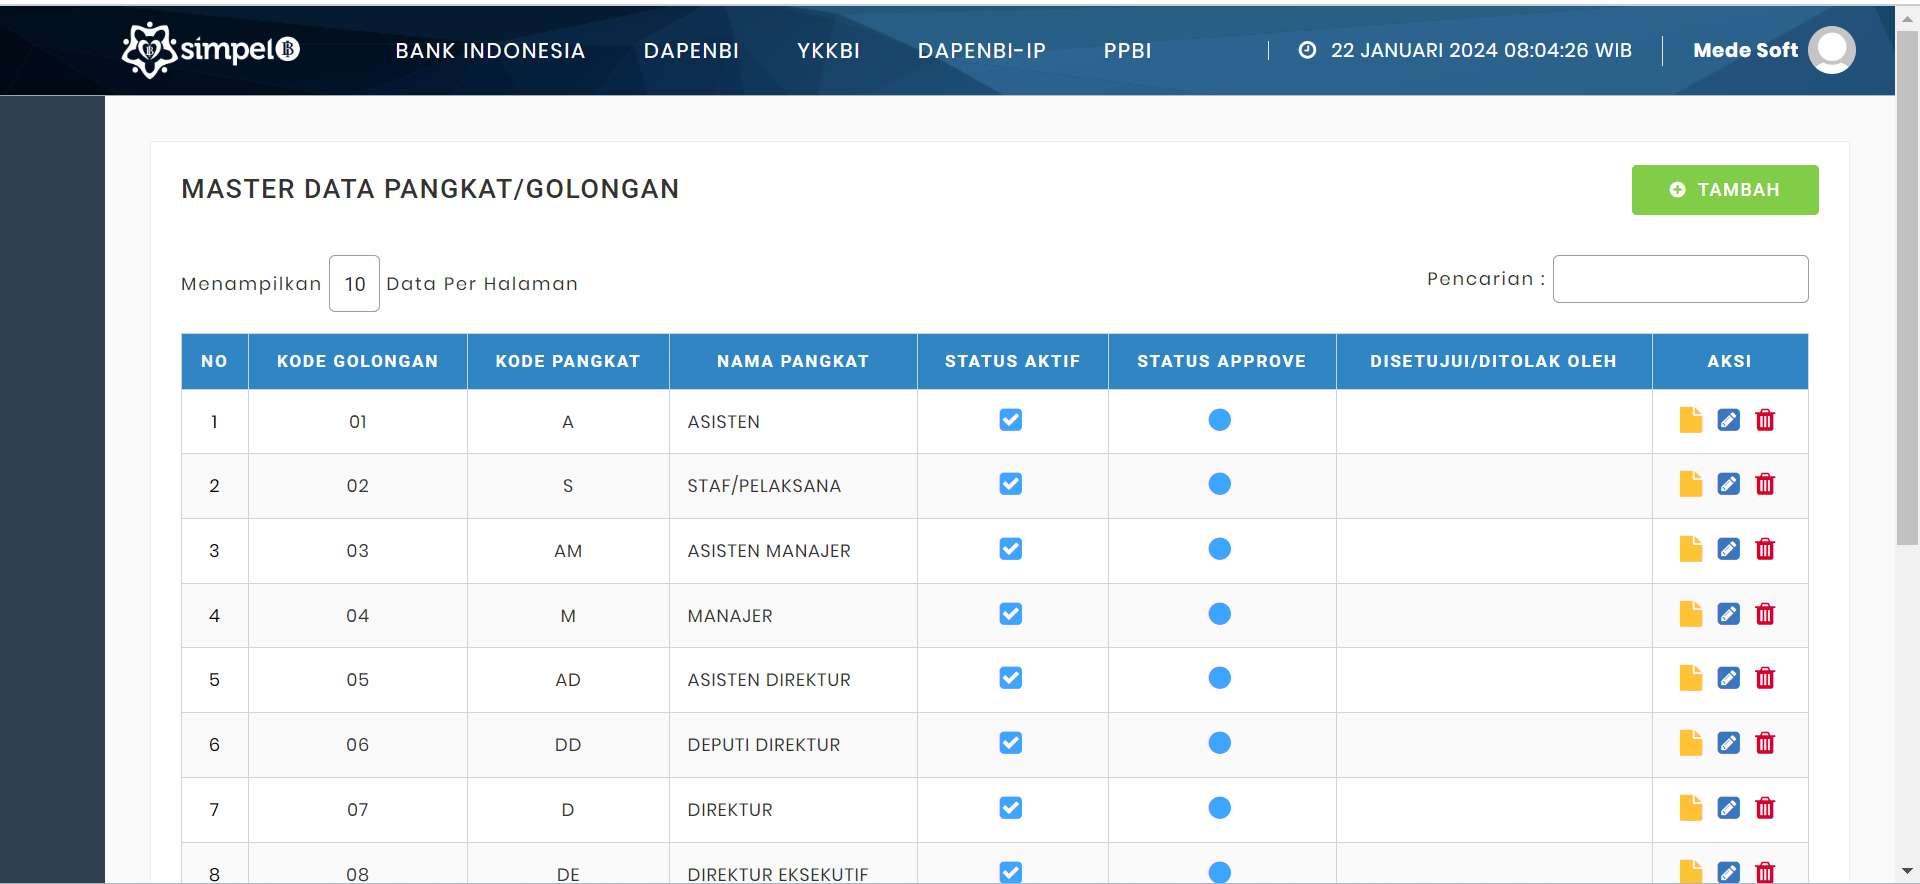 simpel
BANK INDONESIA DAPENBI YKKBI DAPENBI-IP PPBI 22 JANUARI 2024 08:04:26 WIB Mede Soft
MASTER DATA PANGKAT/GOLONGAN TAMBAH
Menampilkan 10 Data Per Halaman Pencarian :
NO KODE GOLONGAN KODE PANGKAT NAMA PANGKAT STATUS AKTIF STATUS APPROVE DISETUJUI/DITOLAK OLEH AKSI
1 01 A ASISTEN
2 02 S STAF/PELAKSANA
3 03 AM ASISTEN MANAJER
4 04 M MANAJER
5 05 AD ASISTEN DIREKTUR
6 06 DD DEPUTI DIREKTUR
7 07 D DIREKTUR
8 08 DE DIREKTUR EKSEKUTIF